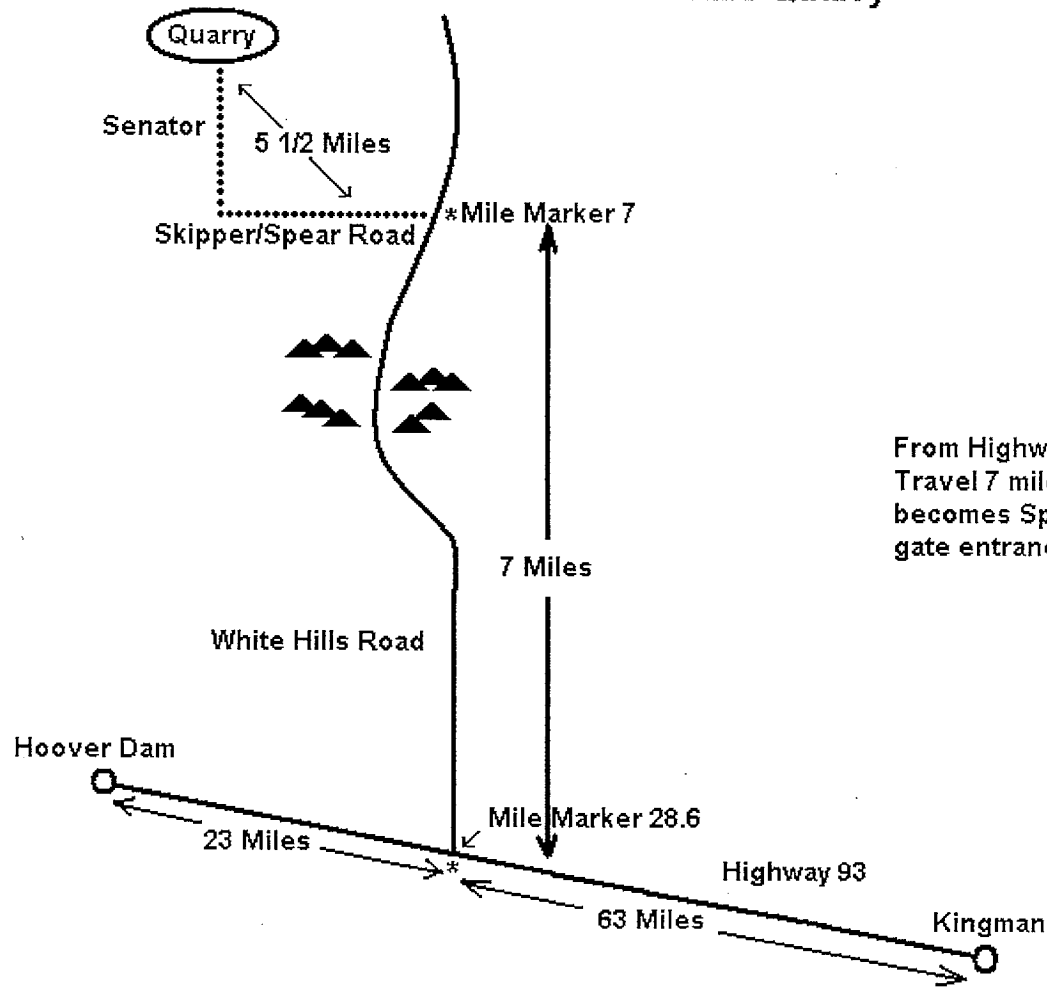 Quarry
Senator
5 1/2 Miles
*Mile Marker 7
Skipper/Spear Road
From Highw
Travel 7 mil
becomes Sp
gate entran
7 Miles
White Hills Road
Hoover Dam
Mile Marker 28.6
23 Miles
*
Highway 93
63 Miles
Kingman